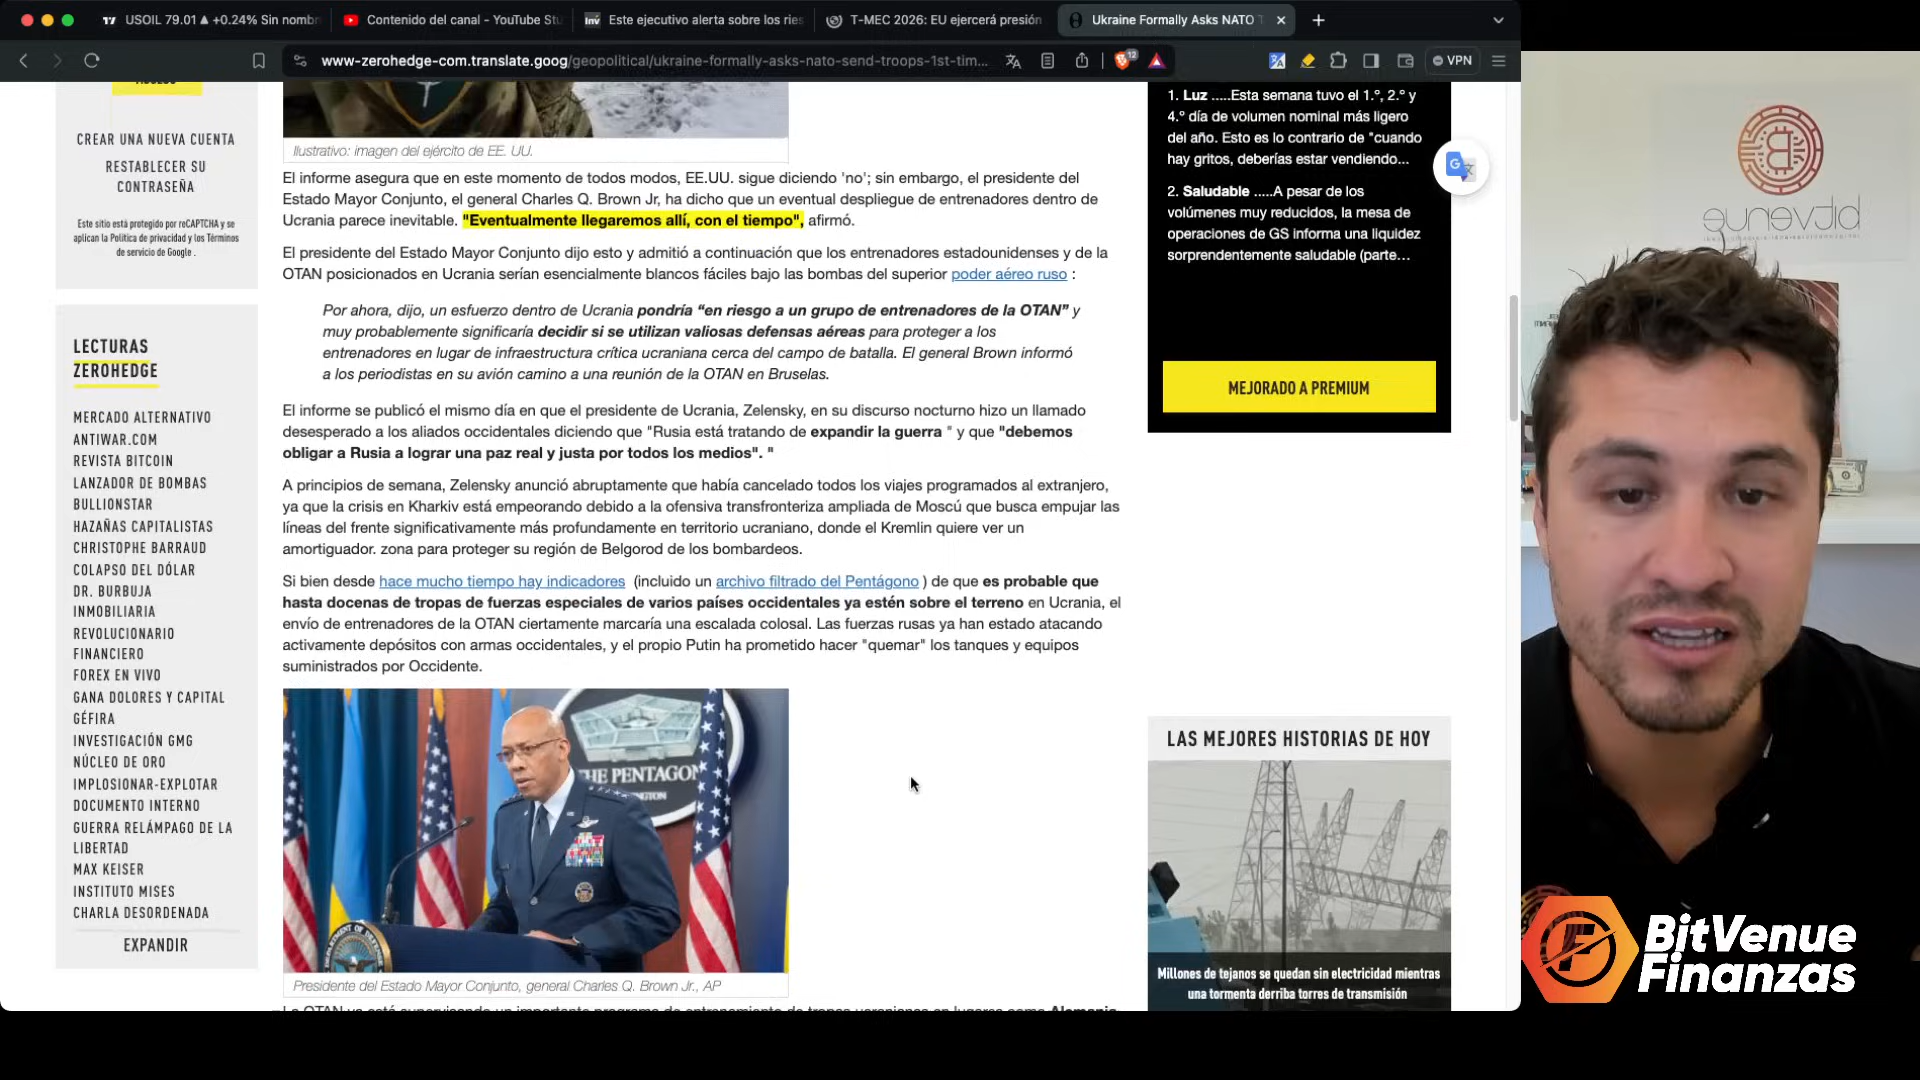 USOIL 79.01 ▲ +0.24% Sin nombr
Contenido del canal - YouTube Stu
Este ejecutivo alerta sobre los ries
T-MEC 2026: EU ejercerá presión
Ukraine Formally Asks NATO T
www-zerohedge-com.translate.goog/geopolitical/ukraine-formally-asks-nato-send-troops-1st-tim...
12
VPN
CREAR UNA NUEVA CUENTA
RESTABLECER SU
CONTRASEÑA
Este sitio está protegido por reCAPTCHA y se
aplican la Política de privacidad y los Términos
de servicio de Google .
LECTURAS
ZEROHEDGE
MERCADO ALTERNATIVO
ANTIWAR.COM
REVISTA BITCOIN
LANZADOR DE BOMBAS
BULLIONSTAR
HAZAÑAS CAPITALISTAS
CHRISTOPHE BARRAUD
COLAPSO DEL DÓLAR
DR. BURBUJA
INMOBILIARIA
REVOLUCIONARIO
FINANCIERO
FOREX EN VIVO
GANA DOLORES Y CAPITAL
GÉFIRA
INVESTIGACIÓN GMG
NÚCLEO DE ORO
IMPLOSIONAR-EXPLOTAR
DOCUMENTO INTERNO
GUERRA RELÁMPAGO DE LA
LIBERTAD
MAX KEISER
INSTITUTO MISES
CHARLA DESORDENADA
EXPANDIR
Ilustrativo: imagen del ejército de EE. UU.
El informe asegura que en este momento de todos modos, EE.UU. sigue diciendo 'no'; sin embargo, el presidente del
Estado Mayor Conjunto, el general Charles Q. Brown Jr, ha dicho que un eventual despliegue de entrenadores dentro de
Ucrania parece inevitable. "Eventualmente llegaremos allí, con el tiempo", afirmó.
El presidente del Estado Mayor Conjunto dijo esto y admitió a continuación que los entrenadores estadounidenses y de la
OTAN posicionados en Ucrania serían esencialmente blancos fáciles bajo las bombas del superior poder aéreo ruso :
Por ahora, dijo, un esfuerzo dentro de Ucrania pondría “en riesgo a un grupo de entrenadores de la OTAN” y
muy probablemente significaría decidir si se utilizan valiosas defensas aéreas para proteger a los
entrenadores en lugar de infraestructura crítica ucraniana cerca del campo de batalla. El general Brown informó
a los periodistas en su avión camino a una reunión de la OTAN en Bruselas.
El informe se publicó el mismo día en que el presidente de Ucrania, Zelensky, en su discurso nocturno hizo un llamado
desesperado a los aliados occidentales diciendo que "Rusia está tratando de expandir la guerra " y que "debemos
obligar a Rusia a lograr una paz real y justa por todos los medios". "
A principios de semana, Zelensky anunció abruptamente que había cancelado todos los viajes programados al extranjero,
ya que la crisis en Kharkiv está empeorando debido a la ofensiva transfronteriza ampliada de Moscú que busca empujar las
líneas del frente significativamente más profundamente en territorio ucraniano, donde el Kremlin quiere ver un
amortiguador. zona para proteger su región de Belgorod de los bombardeos.
Si bien desde hace mucho tiempo hay indicadores (incluido un archivo filtrado del Pentágono ) de que es probable que
hasta docenas de tropas de fuerzas especiales de varios países occidentales ya estén sobre el terreno en Ucrania, el
envío de entrenadores de la OTAN ciertamente marcaría una escalada colosal. Las fuerzas rusas ya han estado atacando
activamente depósitos con armas occidentales, y el propio Putin ha prometido hacer "quemar" los tanques y equipos
suministrados por Occidente.
THE PENTAGON
Presidente del Estado Mayor Conjunto, general Charles Q. Brown Jr., AP
1. Luz .....Esta semana tuvo el 1.º, 2.º y
4.º día de volumen nominal más ligero
del año. Esto es lo contrario de "cuando
hay gritos, deberías estar vendiendo...
2. Saludable .....A pesar de los
volúmenes muy reducidos, la mesa de
operaciones de GS informa una liquidez
sorprendentemente saludable (parte...
MEJORADO A PREMIUM
LAS MEJORES HISTORIAS DE HOY
Millones de tejanos se quedan sin electricidad mientras
una tormenta derriba torres de transmisión
bitvenue
BitVenue
Finanzas